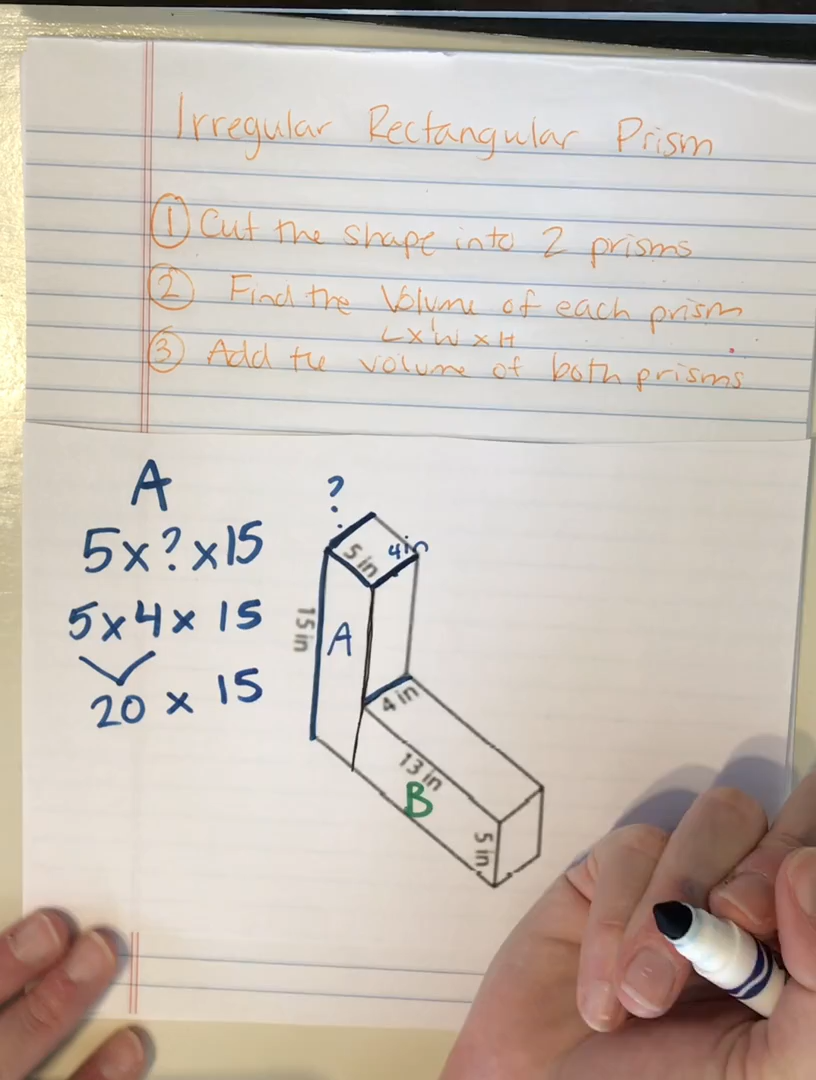 Irregular Rectangular Prism
① Cut the shape into 2 prisms
② Find the Volume of each prism
L x W x H
③ Add the volume of both prisms
A
5 x ? x 15
5 x 4 x 15
20 x 15
?
5 in
4 in
15 in
A
4 in
13 in
B
5 in